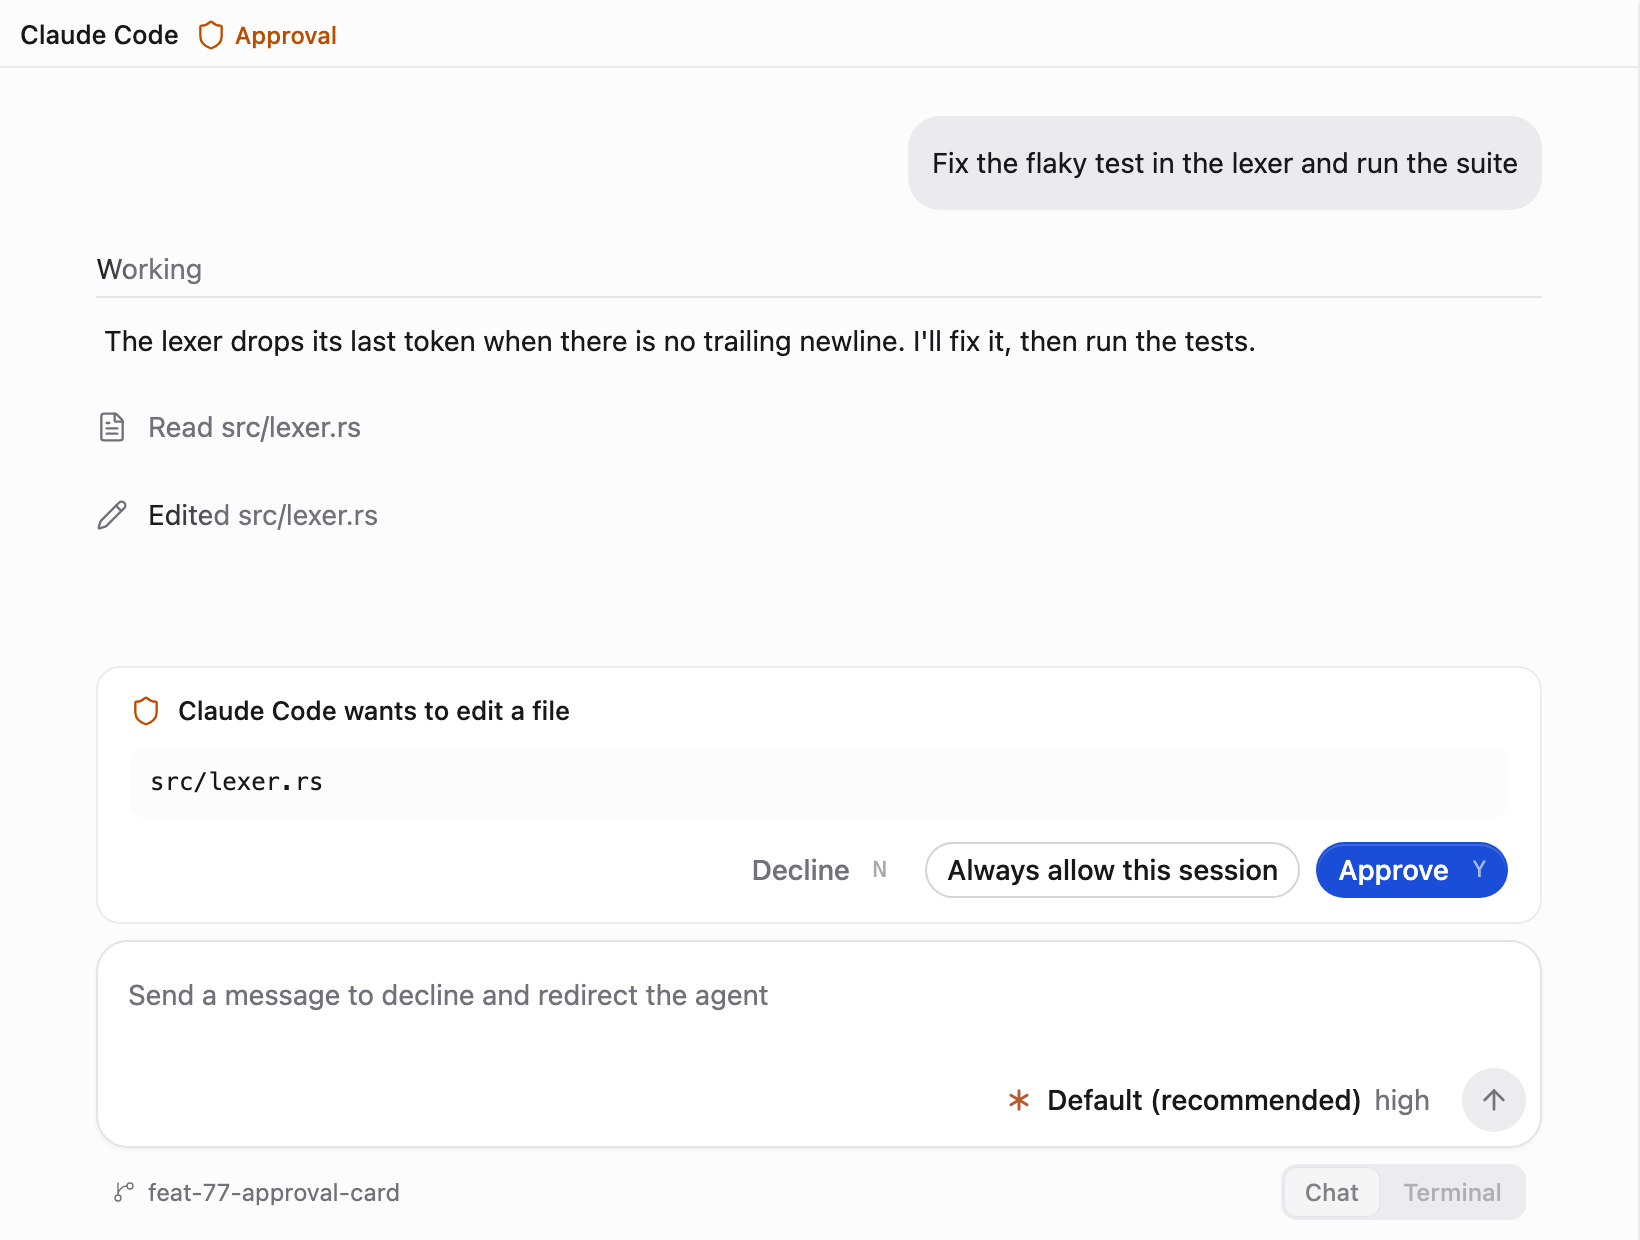 Claude Code Approval
Fix the flaky test in the lexer and run the suite
Working
The lexer drops its last token when there is no trailing newline. I'll fix it, then run the tests.
Read src/lexer.rs
Edited src/lexer.rs
Claude Code wants to edit a file
src/lexer.rs
Decline N Always allow this session Approve Y
Send a message to decline and redirect the agent
Default (recommended) high
feat-77-approval-card Chat Terminal